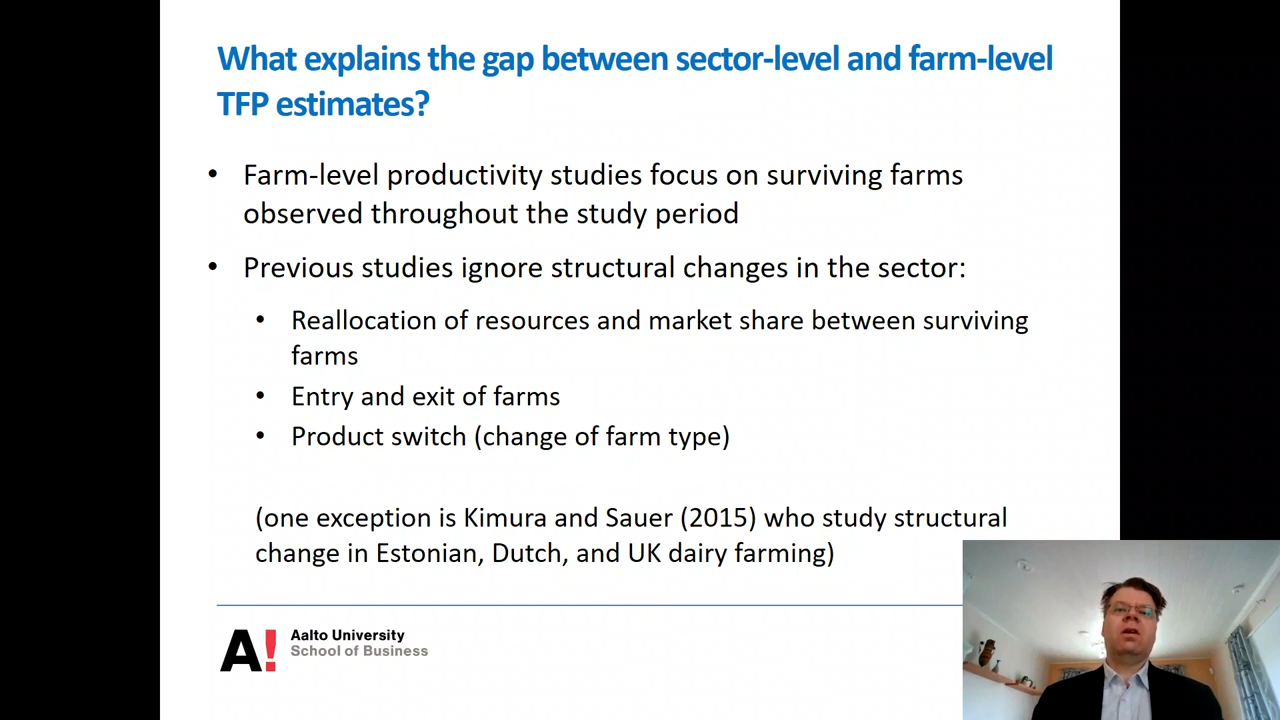 What explains the gap between sector-level and farm-level
TFP estimates?
• Farm-level productivity studies focus on surviving farms
observed throughout the study period
• Previous studies ignore structural changes in the sector:
• Reallocation of resources and market share between surviving
farms
• Entry and exit of farms
• Product switch (change of farm type)
(one exception is Kimura and Sauer (2015) who study structural
change in Estonian, Dutch, and UK dairy farming)
A!
Aalto University
School of Business